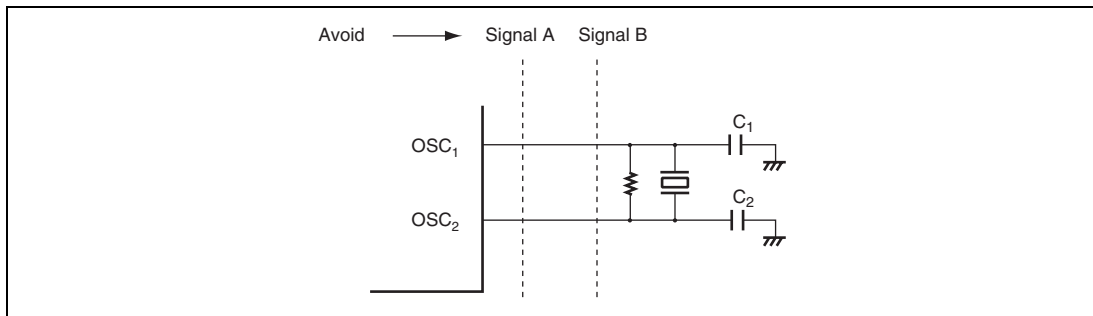 Avoid Signal A Signal B
OSC₁
C₁
OSC₂
C₂